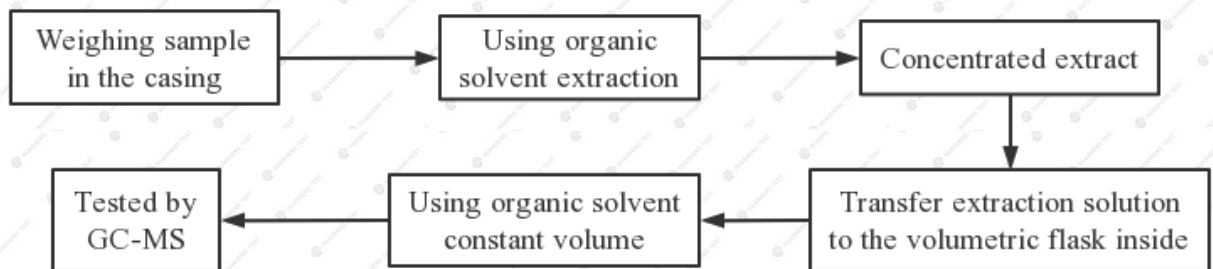 Weighing sample
in the casing
Using organic
solvent extraction
Concentrated extract
Transfer extraction solution
to the volumetric flask inside
Using organic solvent
constant volume
Tested by
GC-MS